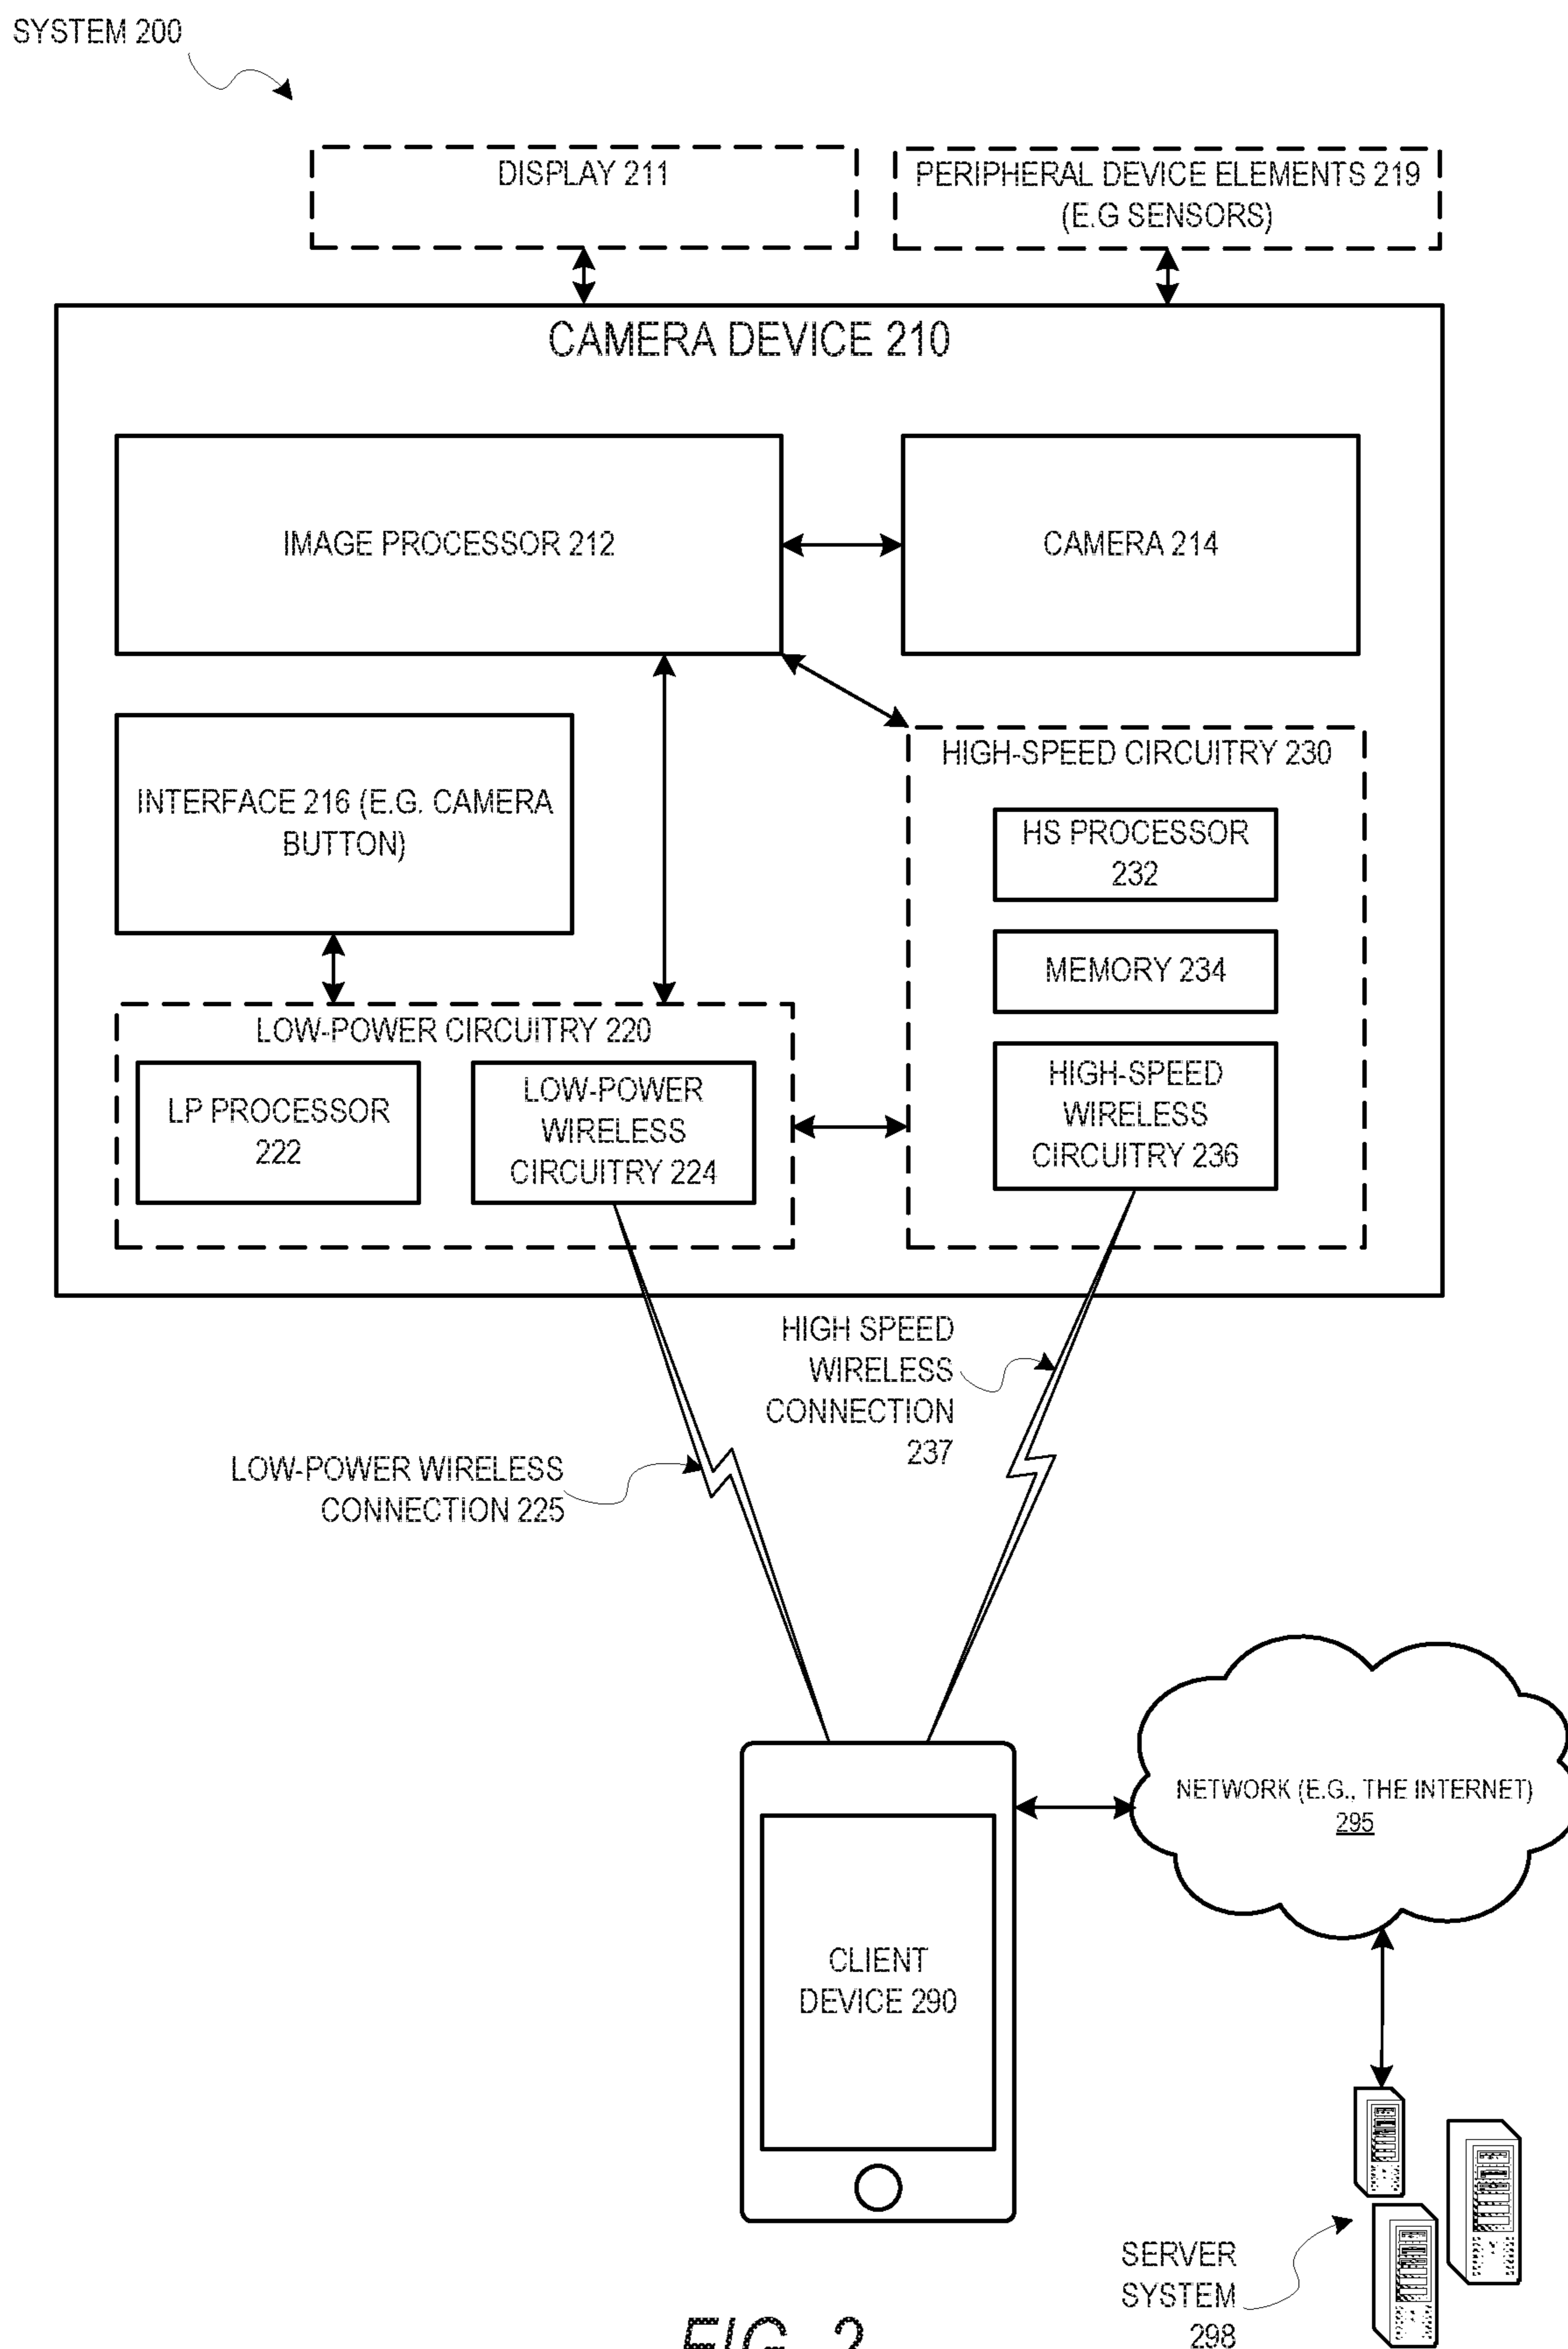 SYSTEM 200
DISPLAY 211
PERIPHERAL DEVICE ELEMENTS 219
(E.G SENSORS)
CAMERA DEVICE 210
IMAGE PROCESSOR 212
CAMERA 214
INTERFACE 216 (E.G. CAMERA
BUTTON)
HIGH-SPEED CIRCUITRY 230
HS PROCESSOR
232
MEMORY 234
HIGH-SPEED
WIRELESS
CIRCUITRY 236
LOW-POWER CIRCUITRY 220
LP PROCESSOR
222
LOW-POWER
WIRELESS
CIRCUITRY 224
HIGH SPEED
WIRELESS
CONNECTION
237
LOW-POWER WIRELESS
CONNECTION 225
NETWORK (E.G., THE INTERNET)
295
CLIENT
DEVICE 290
SERVER
SYSTEM
298
FIG. 2